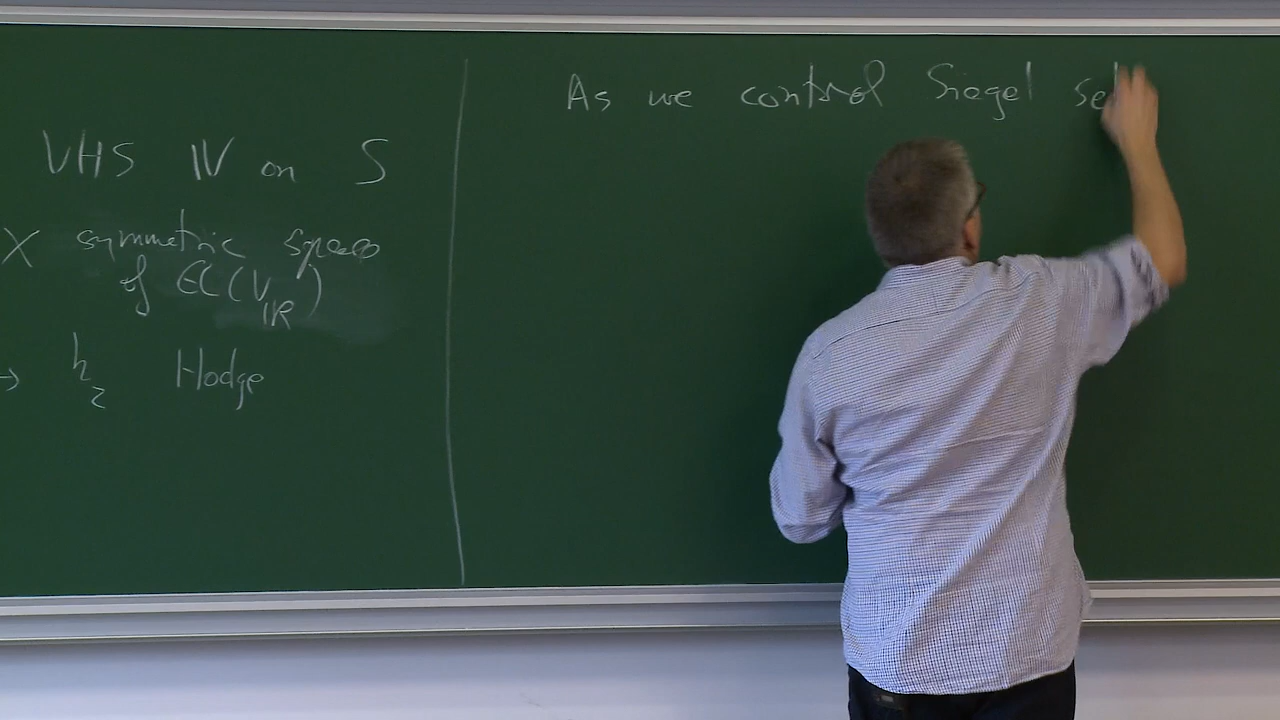 VHS V on S
X symmetric space
of GL(V_ℝ)
→ h_z Hodge
As we control Siegel se